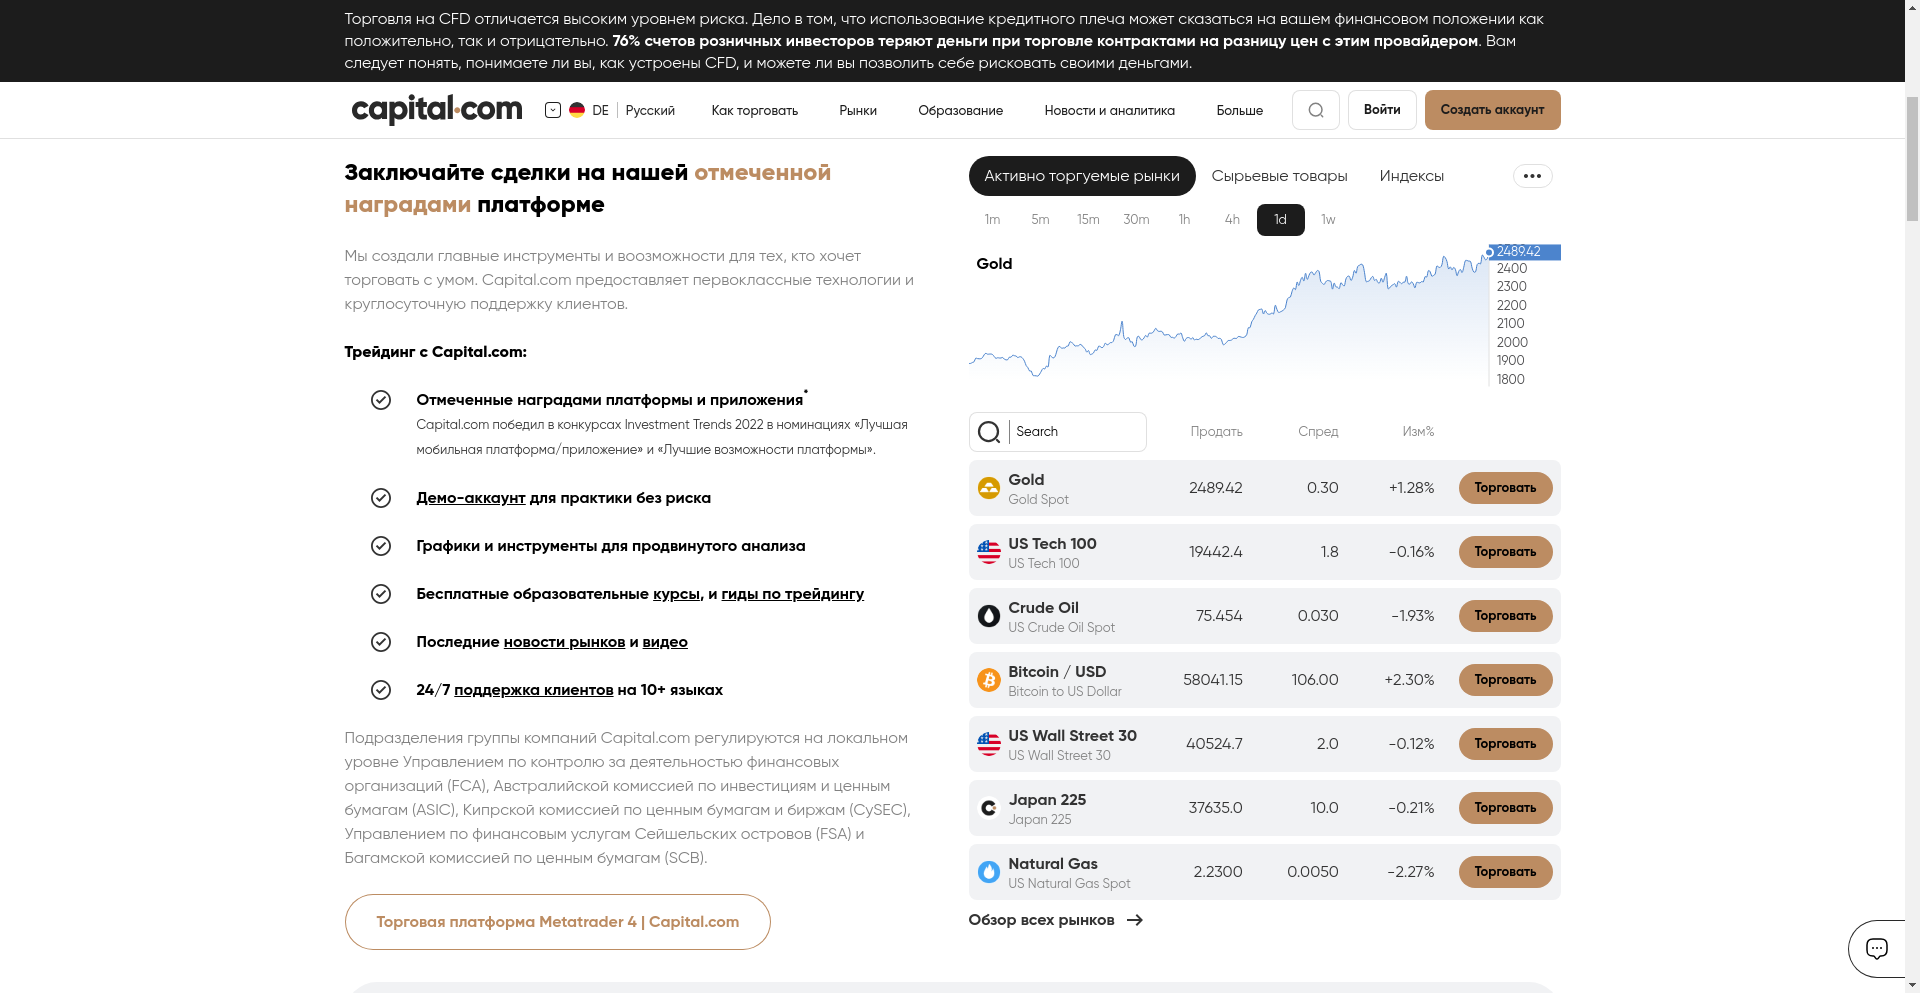 Торговля на CFD отличается высоким уровнем риска. Дело в том, что использование кредитного плеча может сказаться на вашем финансовом положении как
положительно, так и отрицательно. 76% счетов розничных инвесторов теряют деньги при торговле контрактами на разницу цен с этим провайдером. Вам
следует понять, понимаете ли вы, как устроены CFD, и можете ли вы позволить себе рисковать своими деньгами.
capital.com
DE
Русский
Как торговать
Рынки
Образование
Новости и аналитика
Больше
Войти
Создать аккаунт
Заключайте сделки на нашей отмеченной
наградами платформе
Мы создали главные инструменты и воозможности для тех, кто хочет
торговать с умом. Capital.com предоставляет первоклассные технологии и
круглосуточную поддержку клиентов.
Трейдинг с Capital.com:
Отмеченные наградами платформы и приложения*
Capital.com победил в конкурсах Investment Trends 2022 в номинациях «Лучшая
мобильная платформа/приложение» и «Лучшие возможности платформы».
Демо-аккаунт для практики без риска
Графики и инструменты для продвинутого анализа
Бесплатные образовательные курсы, и гиды по трейдингу
Последние новости рынков и видео
24/7 поддержка клиентов на 10+ языках
Подразделения группы компаний Capital.com регулируются на локальном
уровне Управлением по контролю за деятельностью финансовых
организаций (FCA), Австралийской комиссией по инвестициям и ценным
бумагам (ASIC), Кипрской комиссией по ценным бумагам и биржам (CySEC),
Управлением по финансовым услугам Сейшельских островов (FSA) и
Багамской комиссией по ценным бумагам (SCB).
Торговая платформа Metatrader 4 | Capital.com
Активно торгуемые рынки
Сырьевые товары
Индексы
1m 5m 15m 30m 1h 4h 1d 1w
Gold
2489.42
2400
2300
2200
2100
2000
1900
1800
Search
Продать Спред Изм%
Gold
Gold Spot
2489.42 0.30 +1.28% Торговать
US Tech 100
US Tech 100
19442.4 1.8 -0.16% Торговать
Crude Oil
US Crude Oil Spot
75.454 0.030 -1.93% Торговать
Bitcoin / USD
Bitcoin to US Dollar
58041.15 106.00 +2.30% Торговать
US Wall Street 30
US Wall Street 30
40524.7 2.0 -0.12% Торговать
Japan 225
Japan 225
37635.0 10.0 -0.21% Торговать
Natural Gas
US Natural Gas Spot
2.2300 0.0050 -2.27% Торговать
Обзор всех рынков